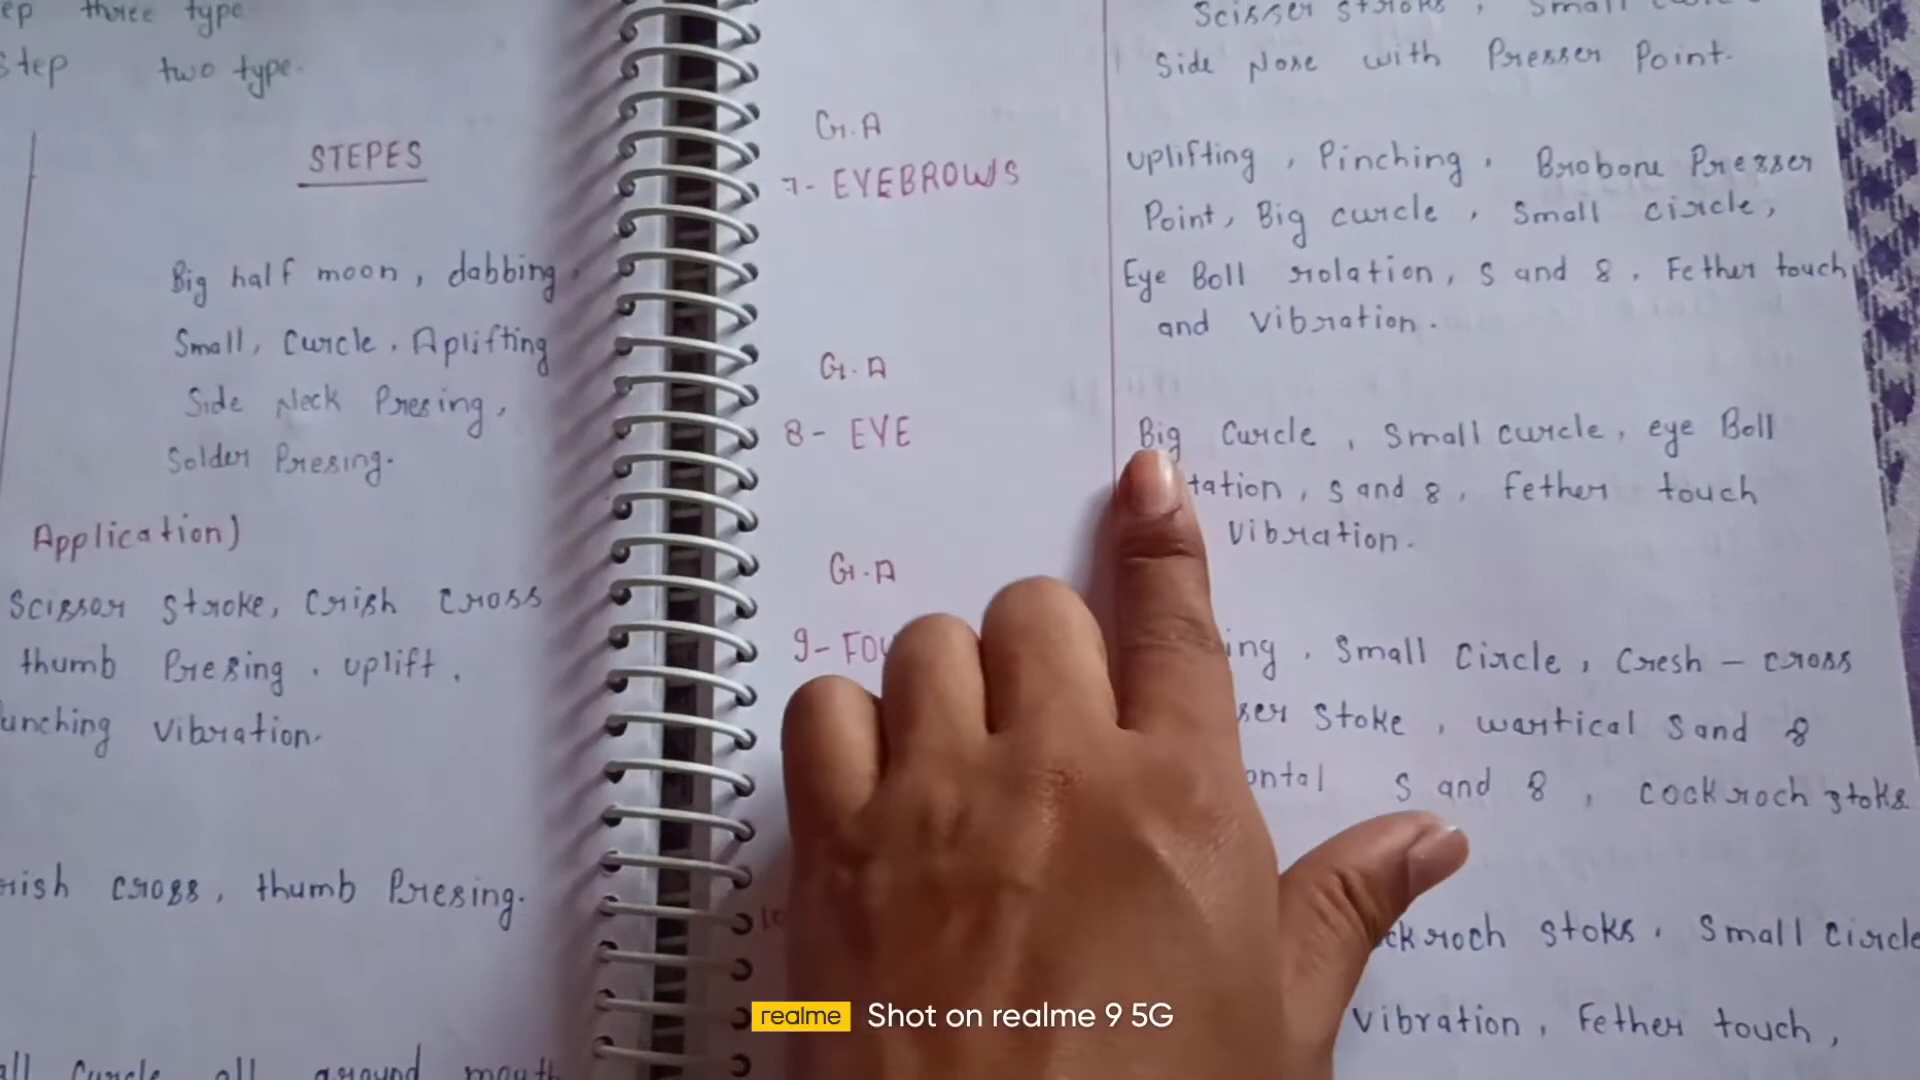 three type
step two type.
STEPES
Big half moon, dabbing,
Small, Curcle, Aplifting
Side Neck Presing,
Solder Presing.
Application)
Scissor stroke, Crish Cross
thumb Presing, uplift,
vibration.
cross, thumb Presing.
Curcle all around mouth
Side Nose with Presser Point.
G.A
7- EYEBROWS
uplifting, Pinching, Brobone Presser
Point, Big curcle, Small circle,
Eye Boll rolation, S and 8, Fether touch
and vibration.
G.A
8- EYE
Big Curcle, Small curcle, eye Boll
tation, S and 8, Fether touch
vibration.
G.A
9- FO
ing, Small Circle, Cresh - cross
ser stoke, wartical S and 8
ontal S and 8, cockroch stoks
ckroch stoks, Small circle
vibration, Fether touch,
realme Shot on realme 9 5G